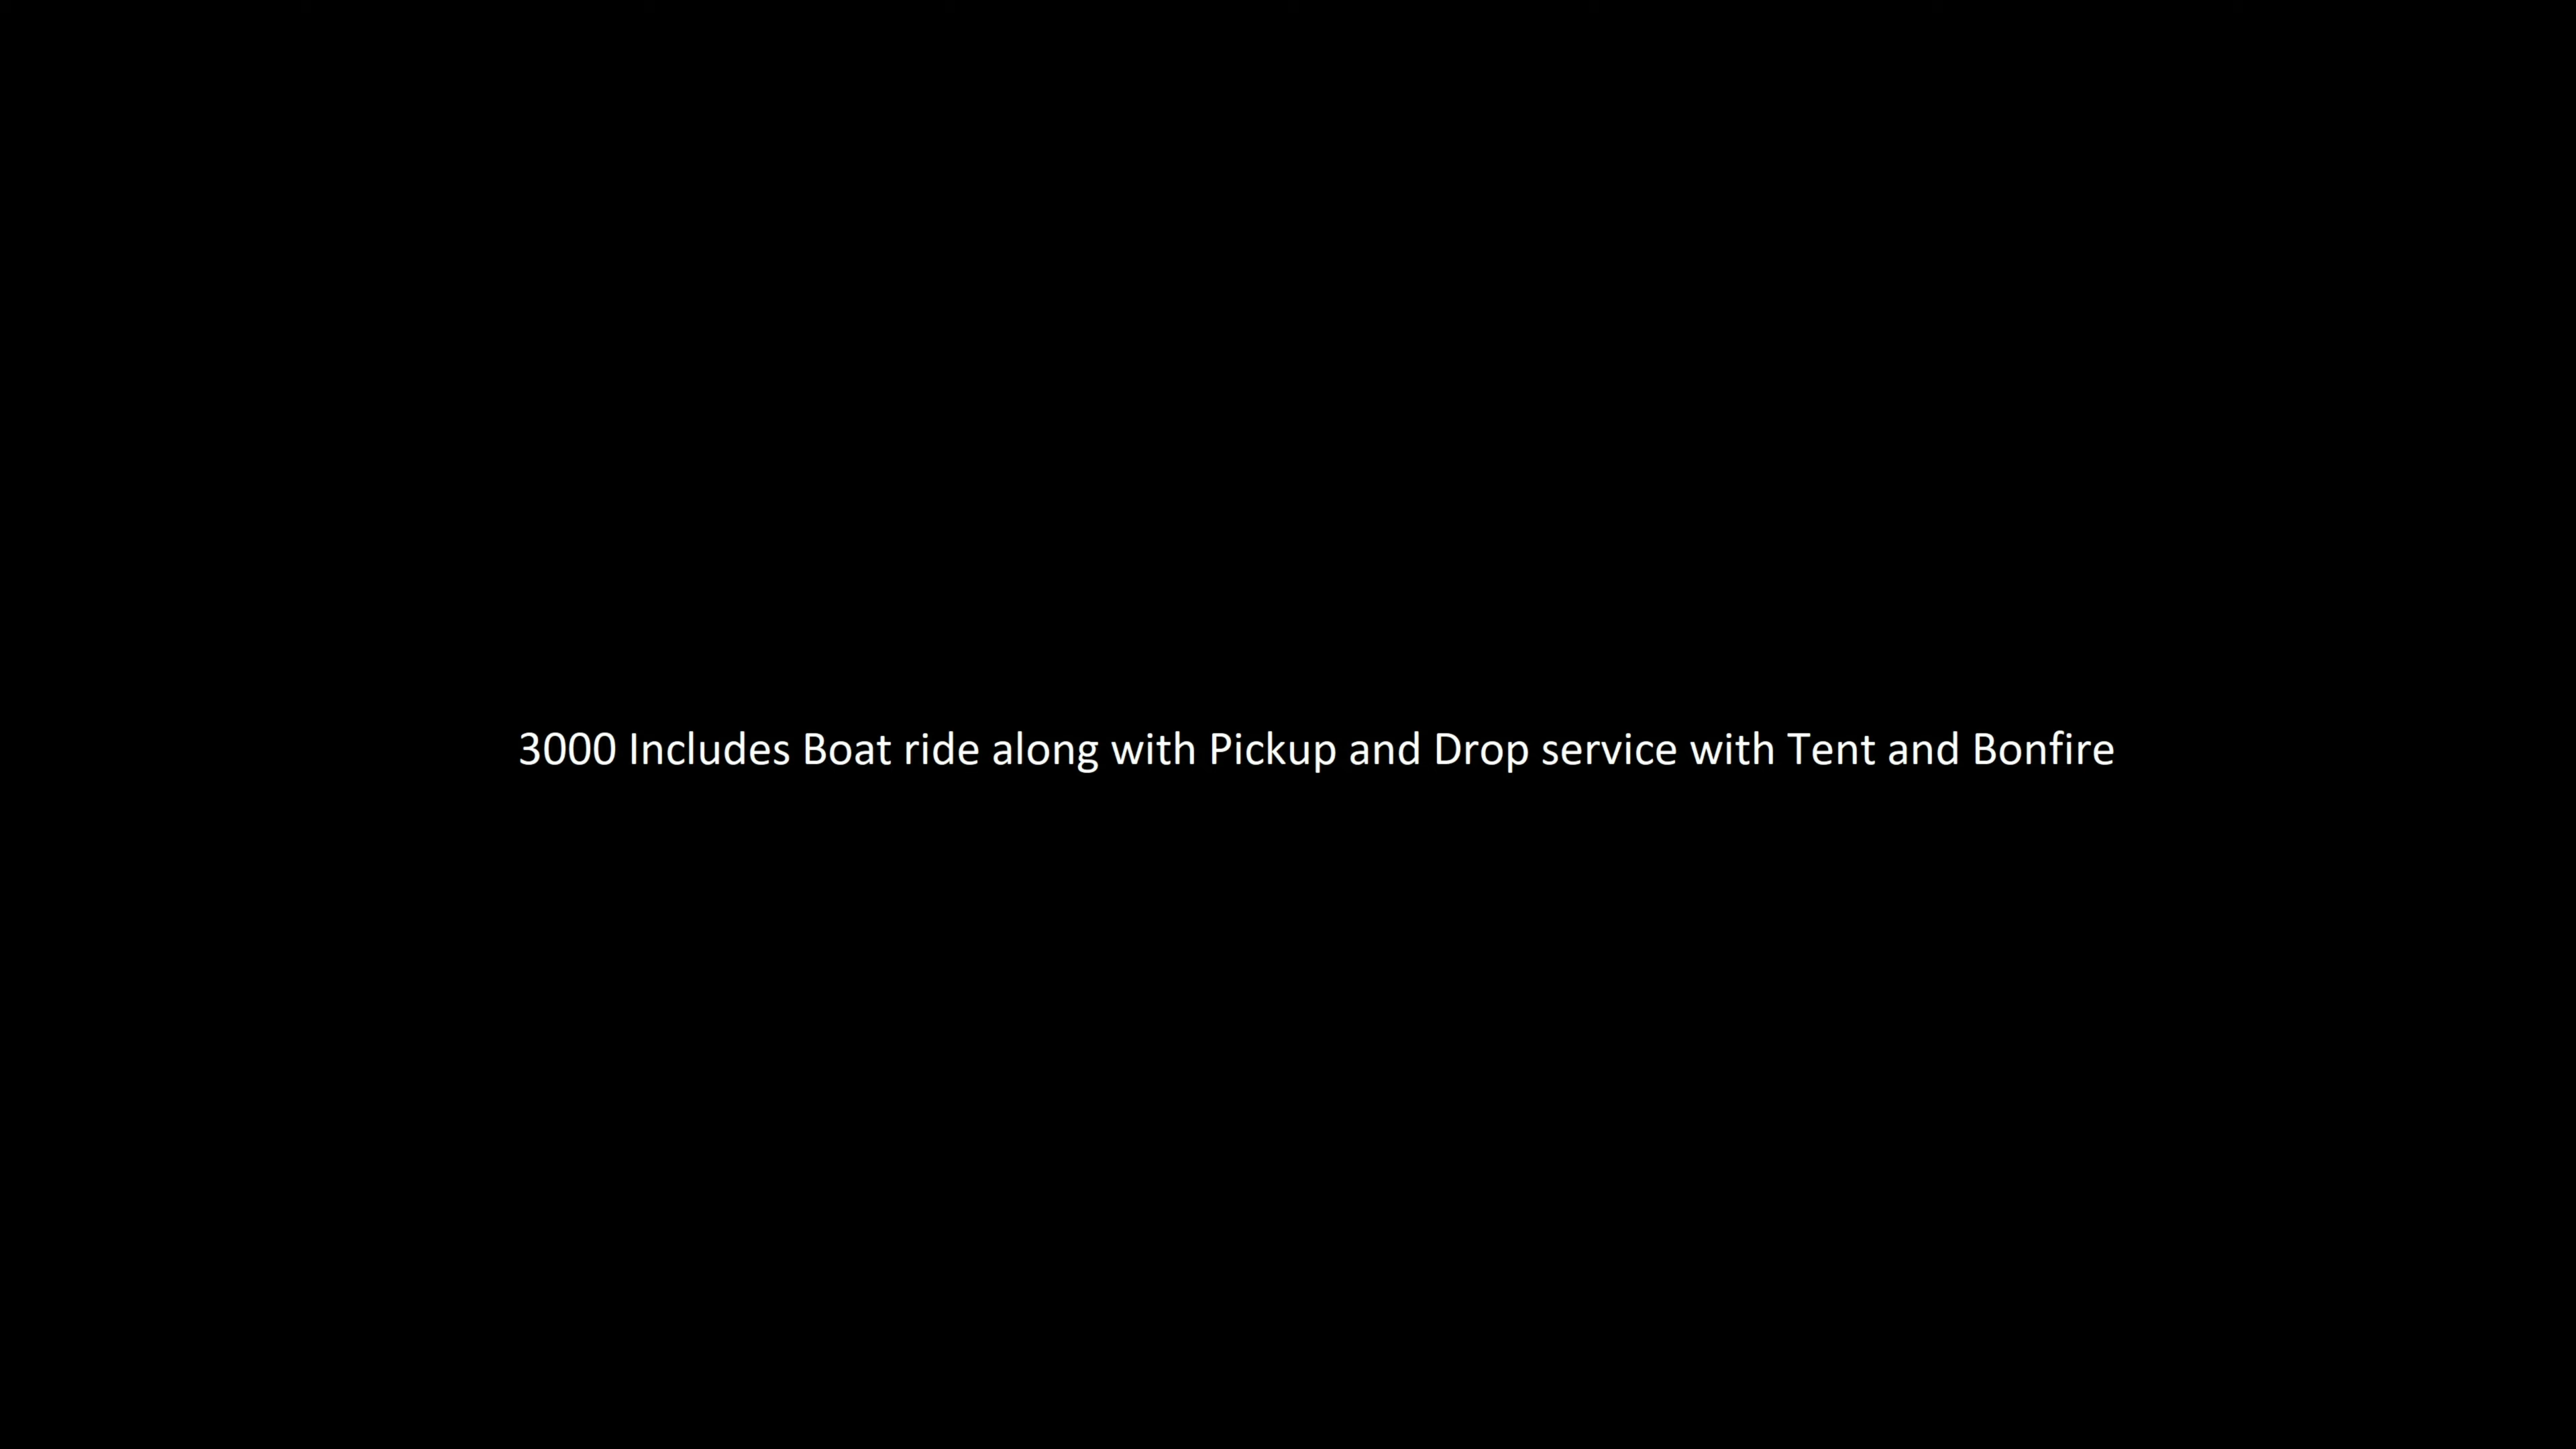 3000 Includes Boat ride along with Pickup and Drop service with Tent and Bonfire